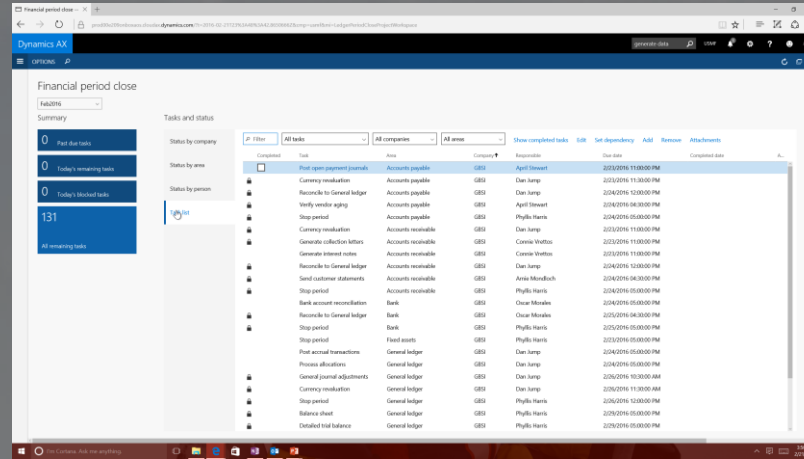 Financial period close
Dynamics AX
generate data
USMF
OPTIONS
Financial period close
Feb2016
Summary
Tasks and status
0 Past due tasks
0 Today's remaining tasks
0 Today's blocked tasks
131
All remaining tasks
Status by company
Status by area
Status by person
Task list
Filter All tasks All companies All areas Show completed tasks Edit Set dependency Add Remove Attachments
Completed Task Area Company Responsible Due date Completed date
Post open payment journals Accounts payable GBSI April Stewart 2/23/2016 11:00:00 PM
Currency revaluation Accounts payable GBSI Dan Jump 2/23/2016 11:30:00 PM
Reconcile to General ledger Accounts payable GBSI Dan Jump 2/24/2016 12:00:00 PM
Verify vendor aging Accounts payable GBSI April Stewart 2/24/2016 04:30:00 PM
Stop period Accounts payable GBSI Phyllis Harris 2/24/2016 05:00:00 PM
Currency revaluation Accounts receivable GBSI Dan Jump 2/23/2016 11:00:00 PM
Generate collection letters Accounts receivable GBSI Connie Vrettos 2/23/2016 11:00:00 PM
Generate interest notes Accounts receivable GBSI Connie Vrettos 2/23/2016 11:00:00 PM
Reconcile to General ledger Accounts receivable GBSI Dan Jump 2/24/2016 12:00:00 PM
Send customer statements Accounts receivable GBSI Arnie Mondloch 2/24/2016 04:30:00 PM
Stop period Accounts receivable GBSI Phyllis Harris 2/24/2016 05:00:00 PM
Bank account reconciliation Bank GBSI Oscar Morales 2/24/2016 05:00:00 PM
Reconcile to General ledger Bank GBSI Oscar Morales 2/25/2016 04:30:00 PM
Stop period Bank GBSI Phyllis Harris 2/25/2016 05:00:00 PM
Stop period Fixed assets GBSI Phyllis Harris 2/23/2016 05:00:00 PM
Post accrual transactions General ledger GBSI Dan Jump 2/24/2016 05:00:00 PM
Process allocations General ledger GBSI Dan Jump 2/25/2016 05:00:00 PM
General journal adjustments General ledger GBSI Dan Jump 2/26/2016 10:30:00 AM
Currency revaluation General ledger GBSI Dan Jump 2/26/2016 11:30:00 AM
Stop period General ledger GBSI Phyllis Harris 2/26/2016 12:00:00 PM
Balance sheet General ledger GBSI Phyllis Harris 2/29/2016 05:00:00 PM
Detailed trial balance General ledger GBSI Phyllis Harris 2/29/2016 05:00:00 PM
I'm Cortana. Ask me anything.